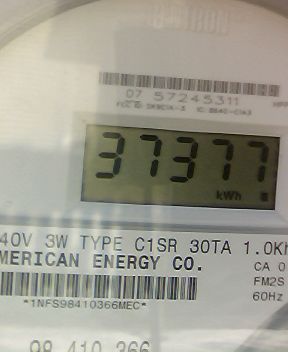 07 57245311
37377
kWh
40V 3W TYPE C1SR 30TA 1.0Kh
MERICAN ENERGY CO.
CA 0
FM2S
60Hz
*1NFS98410366MEC*
98 410 366